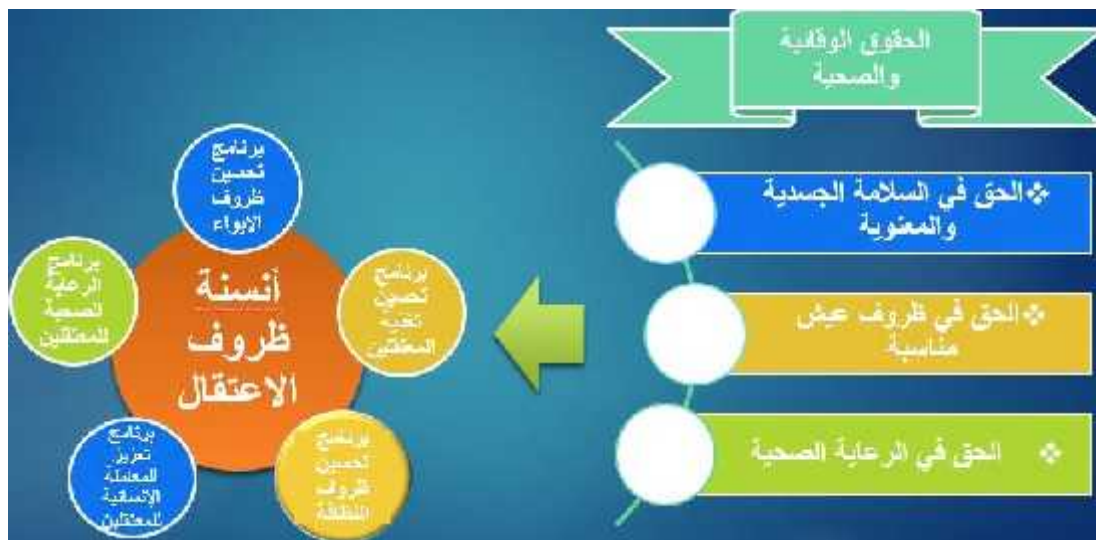 الحقوق الوقائية
والصحية
❖الحق في السلامة الجسدية
والمعنوية
❖الحق في ظروف عيش
مناسبة
❖ الحق في الرعاية الصحية
أنسنة
ظروف
الاعتقال
برنامج
تحسين
ظروف
الايواء
برنامج
تحسين
تغذية
المعتقلين
برنامج
تحسين
ظروف
النظافة
برنامج
تعزيز
المعاملة
الإنسانية
للمعتقلين
برنامج
الرعاية
الصحية
للمعتقلين